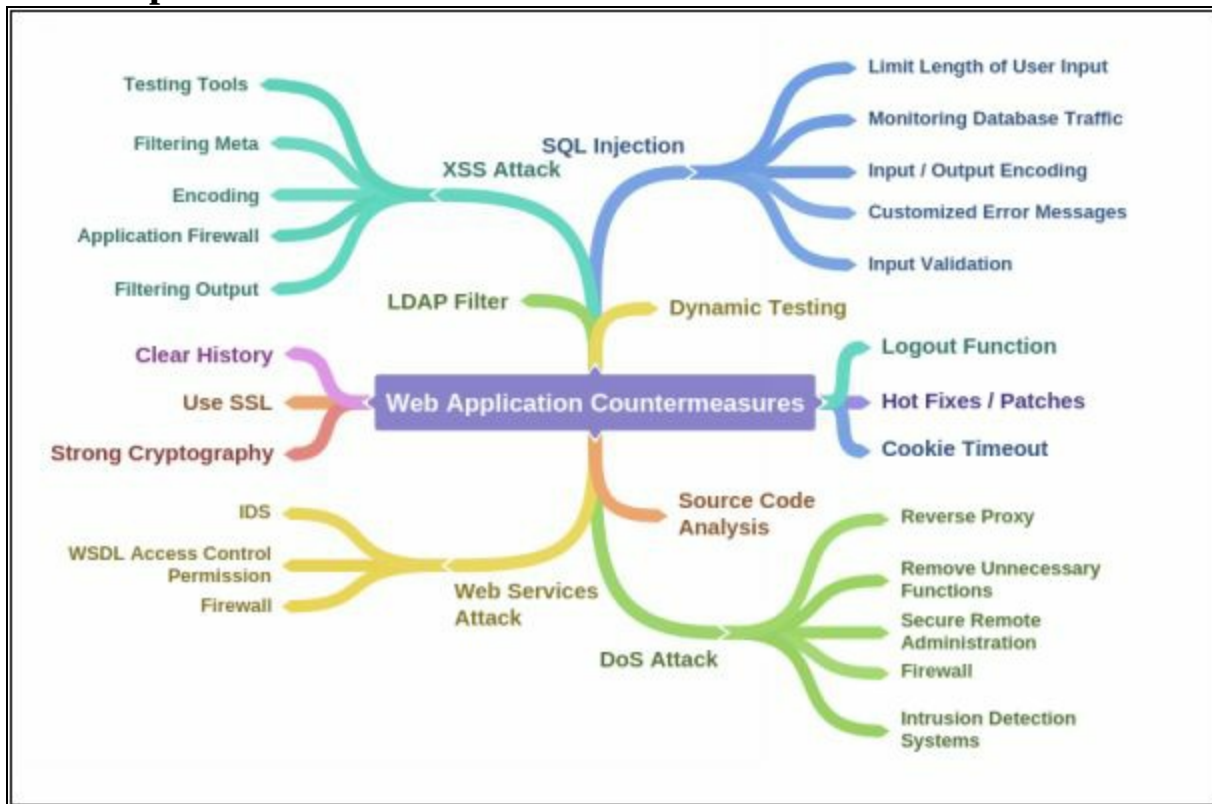 Testing Tools
Filtering Meta
Encoding
Application Firewall
Filtering Output
XSS Attack
SQL Injection
Limit Length of User Input
Monitoring Database Traffic
Input / Output Encoding
Customized Error Messages
Input Validation
LDAP Filter
Dynamic Testing
Clear History
Use SSL
Strong Cryptography
Web Application Countermeasures
Logout Function
Hot Fixes / Patches
Cookie Timeout
IDS
WSDL Access Control
Permission
Firewall
Web Services
Attack
Source Code
Analysis
DoS Attack
Reverse Proxy
Remove Unnecessary
Functions
Secure Remote
Administration
Firewall
Intrusion Detection
Systems